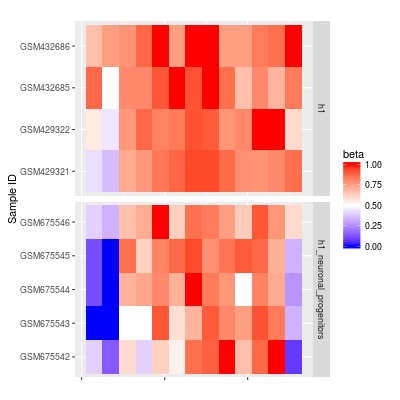 Sample ID
GSM432686
GSM432685
GSM429322
GSM429321
h1
GSM675546
GSM675545
GSM675544
GSM675543
GSM675542
h1_neuronal_progenitors
beta
1.00
0.75
0.50
0.25
0.00